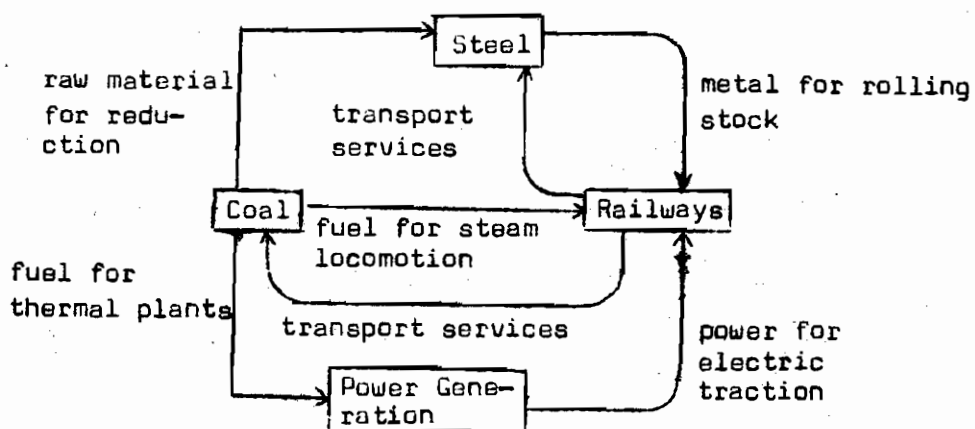 Steel
raw material
for redu-
ction
transport
services
metal for rolling
stock
Coal
Railways
fuel for steam
locomotion
fuel for
thermal plants
transport services
power for
electric
traction
Power Gene-
ration